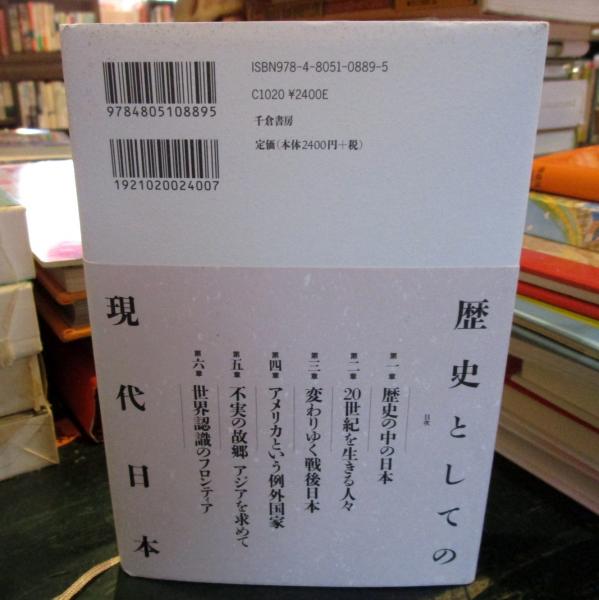 ISBN978-4-8051-0889-5
C1020 ¥2400E
千倉書房
定価(本体2400円+税)
9784805108895
1921020024007
歴史としての
現代日本
目次
第一章 歴史の中の日本
第二章 20世紀を生きる人々
第三章 変わりゆく戦後日本
第四章 アメリカという例外国家
第五章 不実の故郷 アジアを求めて
第六章 世界認識のフロンティア